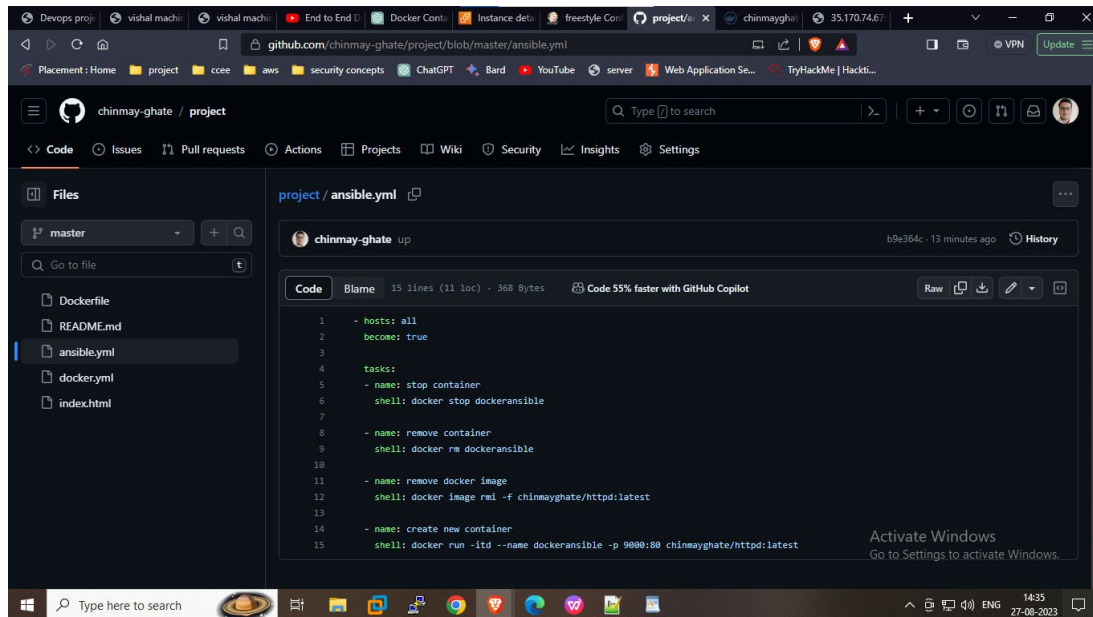 Devops proje
vishal machin
vishal machin
End to End D
Docker Conta
Instance deta
freestyle Conf
project/an
chinmayghat
35.170.74.67:
github.com/chinmay-ghate/project/blob/master/ansible.yml
VPN
Update
Placement : Home
project
ccee
aws
security concepts
ChatGPT
Bard
YouTube
server
Web Application Se...
TryHackMe | Hackti...
chinmay-ghate / project
Type / to search
Code
Issues
Pull requests
Actions
Projects
Wiki
Security
Insights
Settings
Files
project / ansible.yml
master
chinmay-ghate up
b9e364c · 13 minutes ago
History
Go to file
t
Code
Blame
15 lines (11 loc) · 368 Bytes
Code 55% faster with GitHub Copilot
Raw
Dockerfile
README.md
ansible.yml
docker.yml
index.html
1 - hosts: all
2 become: true
3
4 tasks:
5 - name: stop container
6 shell: docker stop dockeransible
7
8 - name: remove container
9 shell: docker rm dockeransible
10
11 - name: remove docker image
12 shell: docker image rmi -f chinmayghate/httpd:latest
13
14 - name: create new container
15 shell: docker run -itd --name dockeransible -p 9000:80 chinmayghate/httpd:latest
Activate Windows
Go to Settings to activate Windows.
Type here to search
ENG
14:35
27-08-2023